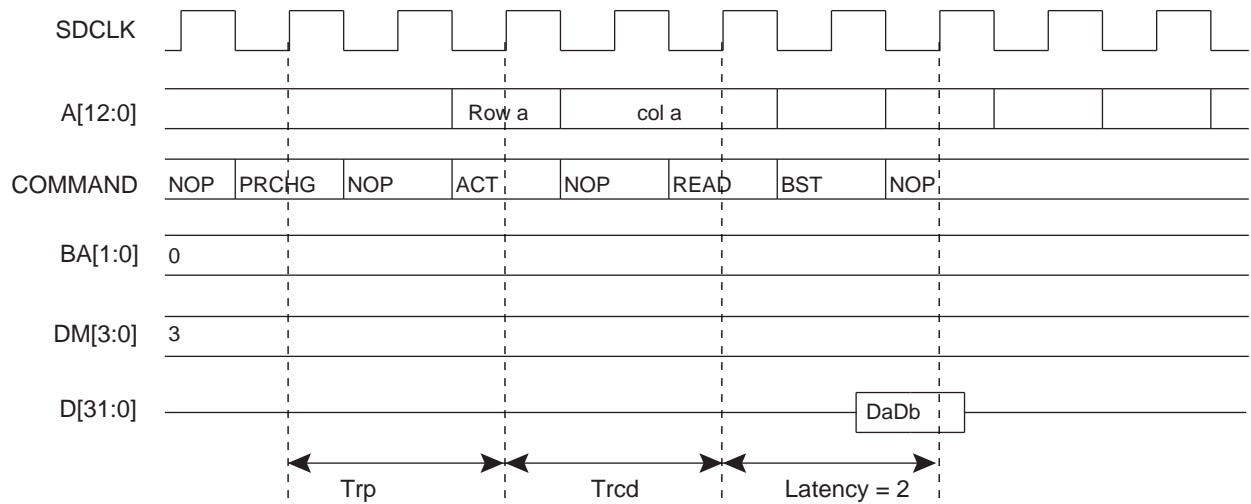 SDCLK
A[12:0] Row a col a
COMMAND NOP PRCHG NOP ACT NOP READ BST NOP
BA[1:0] 0
DM[3:0] 3
D[31:0] DaDb
Trp Trcd Latency = 2